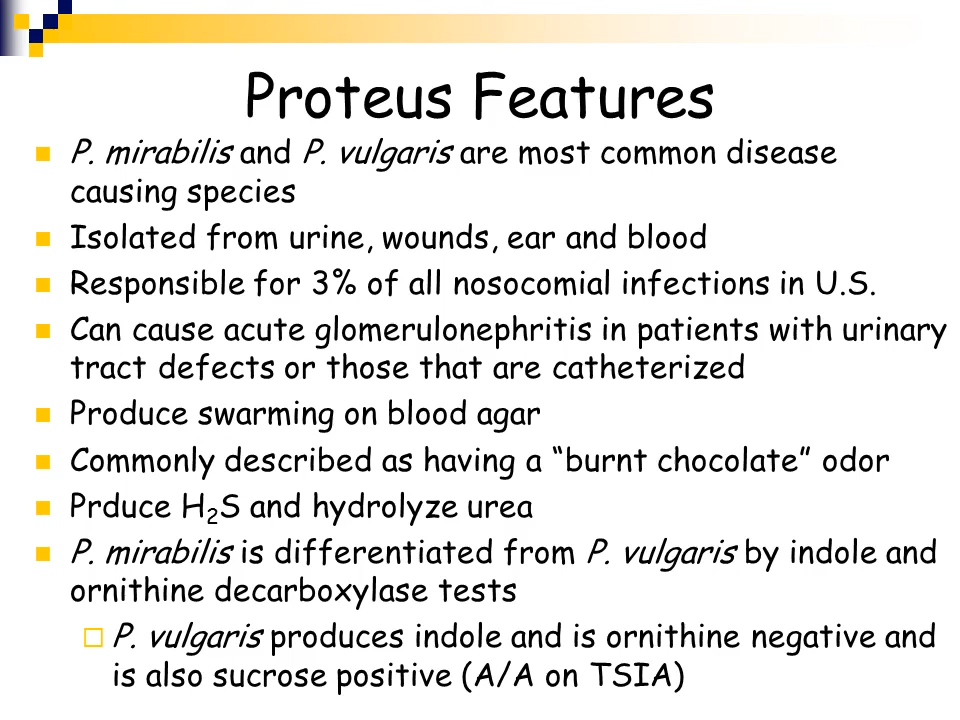 Proteus Features
P. mirabilis and P. vulgaris are most common disease
causing species
Isolated from urine, wounds, ear and blood
Responsible for 3% of all nosocomial infections in U.S.
Can cause acute glomerulonephritis in patients with urinary
tract defects or those that are catheterized
Produce swarming on blood agar
Commonly described as having a “burnt chocolate” odor
Prduce H₂S and hydrolyze urea
P. mirabilis is differentiated from P. vulgaris by indole and
ornithine decarboxylase tests
P. vulgaris produces indole and is ornithine negative and
is also sucrose positive (A/A on TSIA)